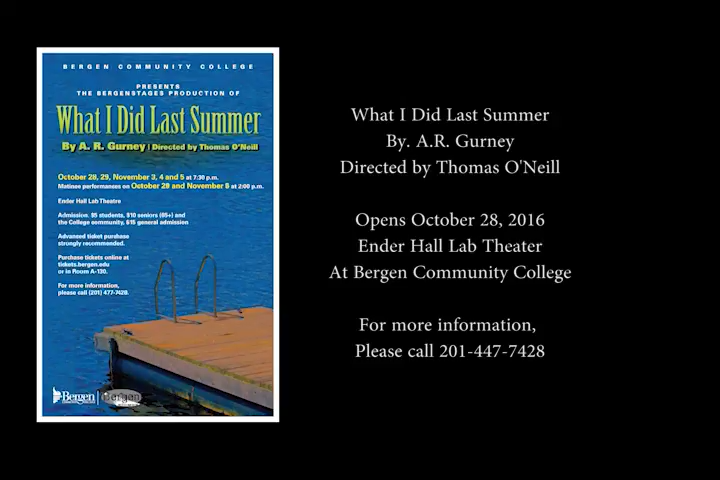 BERGEN COMMUNITY COLLEGE
PRESENTS
THE BERGENSTAGES PRODUCTION OF
What I Did Last Summer
By A. R. Gurney | Directed by Thomas O'Neill
October 28, 29, November 3, 4 and 5 at 7:30 p.m.
Matinee performances on October 29 and November 5 at 2:00 p.m.
Ender Hall Lab Theatre
Admission: $5 students, $10 seniors (65+) and
the College community, $15 general admission
Advanced ticket purchase
strongly recommended.
Purchase tickets online at
tickets.bergen.edu
or in Room A-130.
For more information,
please call (201) 477-7428.
Bergen
Bergen
What I Did Last Summer
By. A.R. Gurney
Directed by Thomas O'Neill
Opens October 28, 2016
Ender Hall Lab Theater
At Bergen Community College
For more information,
Please call 201-447-7428